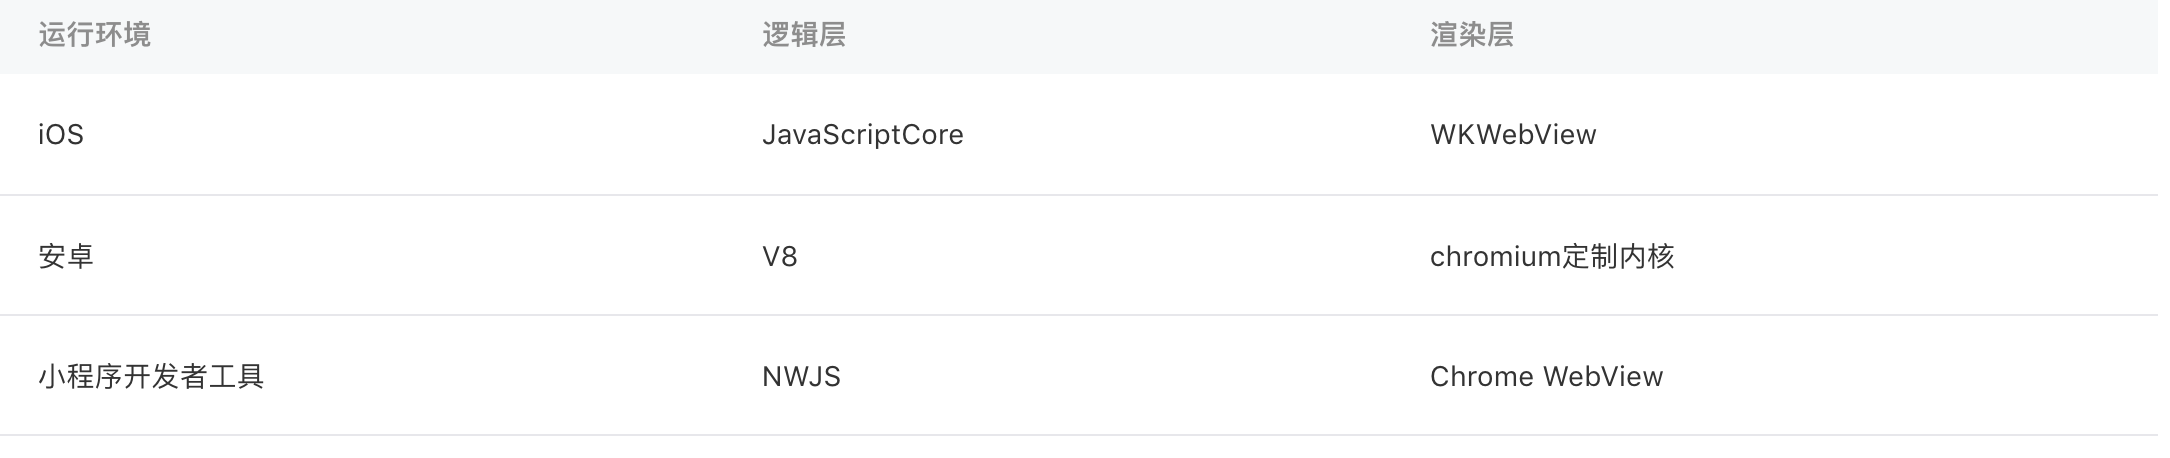 运行环境 逻辑层 渲染层
iOS JavaScriptCore WKWebView
安卓 V8 chromium定制内核
小程序开发者工具 NWJS Chrome WebView